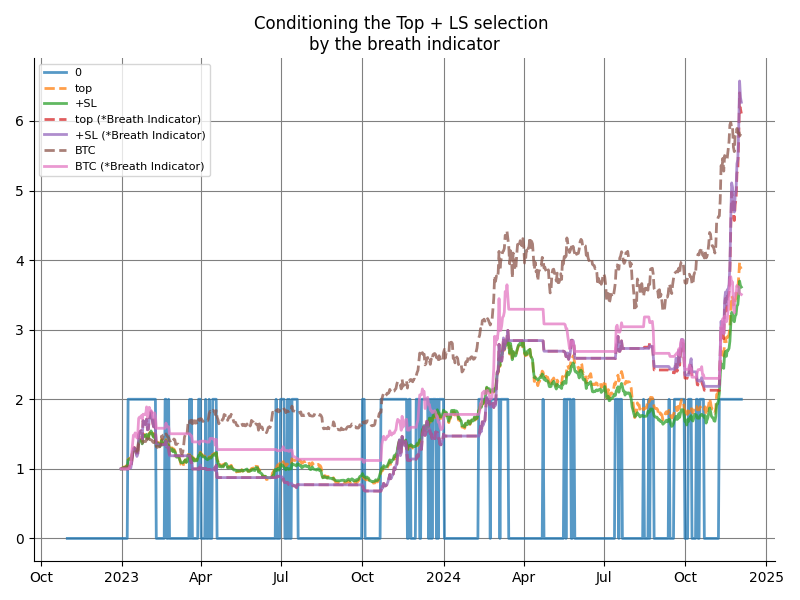 Conditioning the Top + LS selection
by the breath indicator
0
top
+SL
top (*Breath Indicator)
+SL (*Breath Indicator)
BTC
BTC (*Breath Indicator)
6
5
4
3
2
1
0
Oct 2023 Apr Jul Oct 2024 Apr Jul Oct 2025